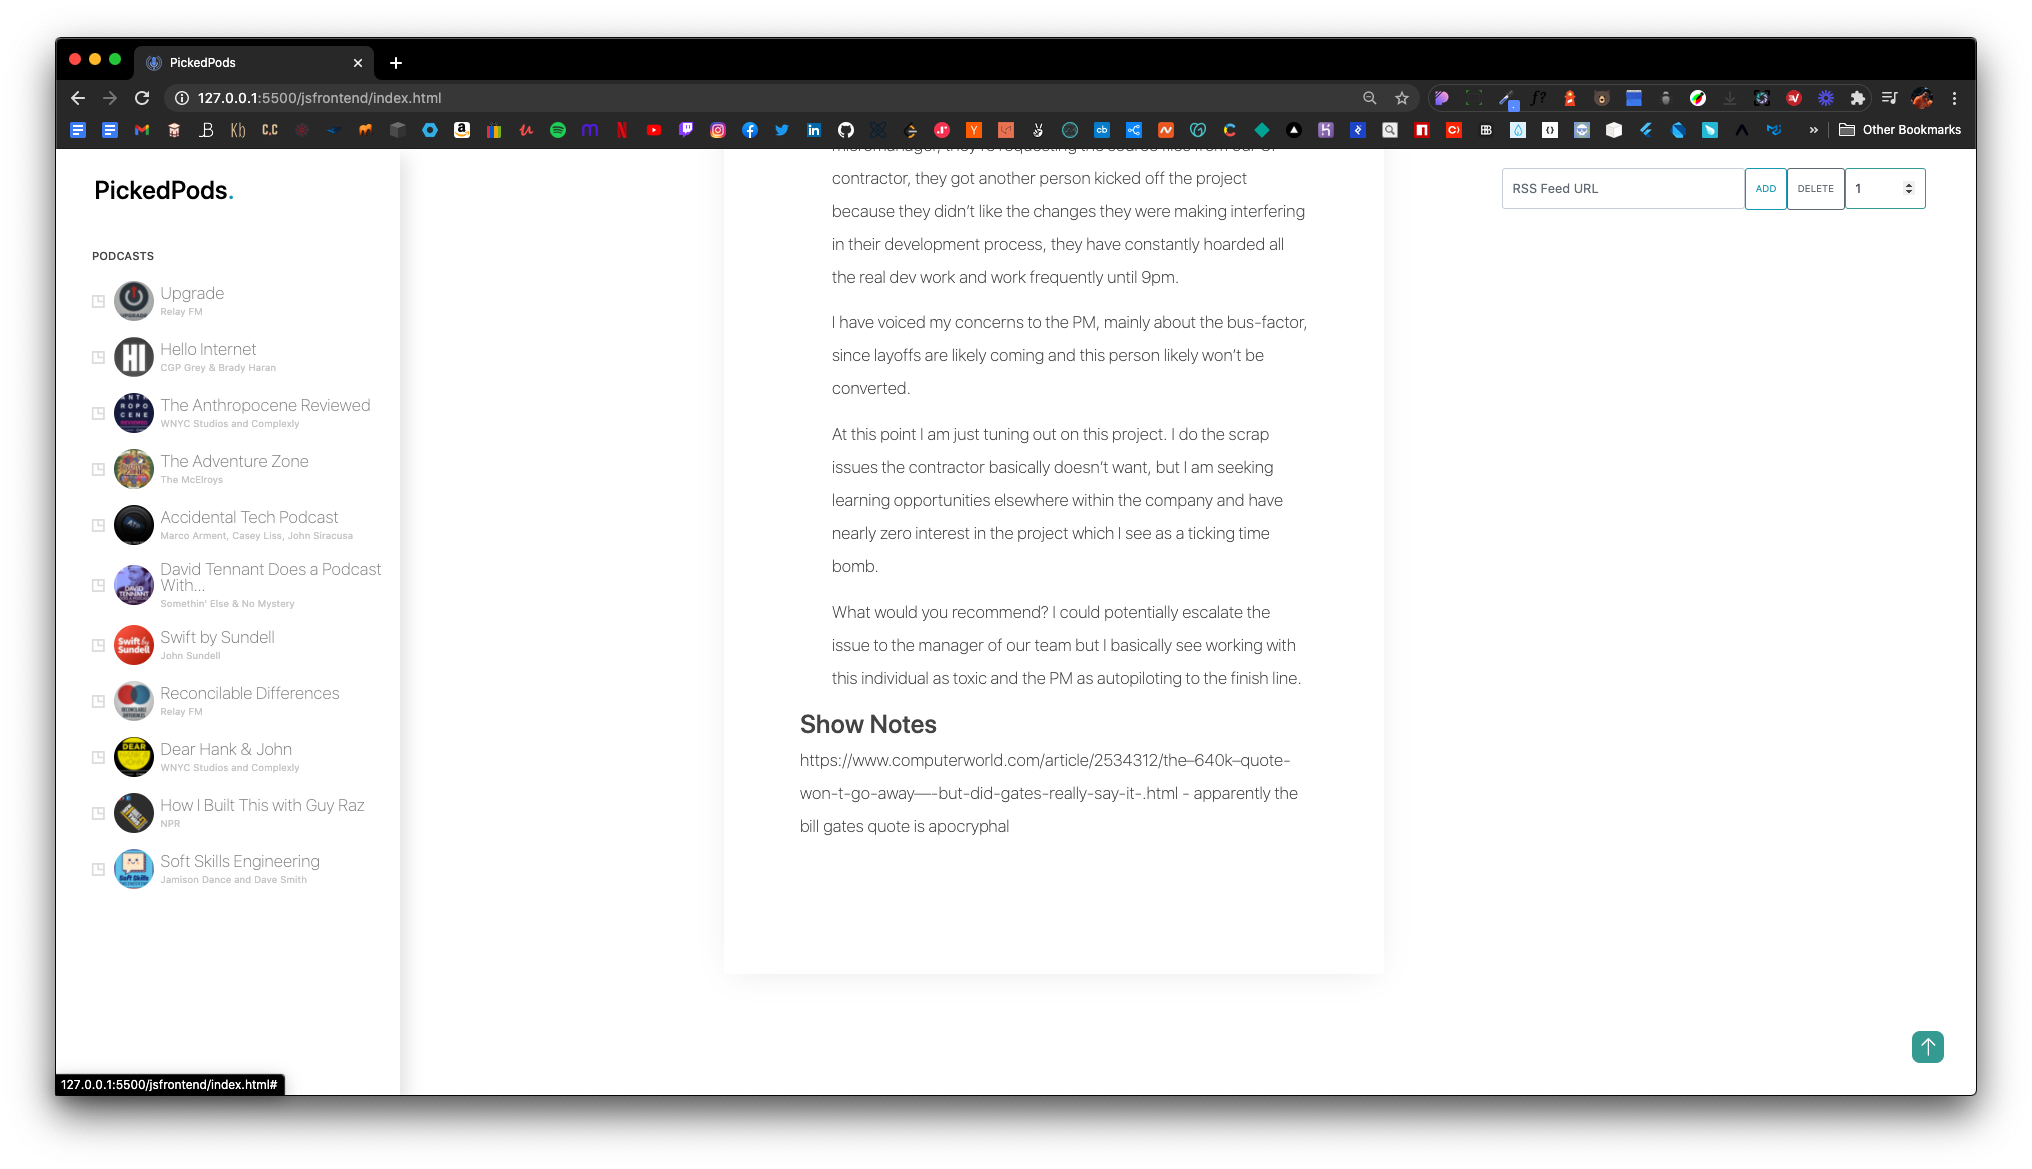 PickedPods
127.0.0.1:5500/jsfrontend/index.html
Other Bookmarks
PickedPods.
PODCASTS
Upgrade
Relay FM
Hello Internet
CGP Grey & Brady Haran
The Anthropocene Reviewed
WNYC Studios and Complexly
The Adventure Zone
The McElroys
Accidental Tech Podcast
Marco Arment, Casey Liss, John Siracusa
David Tennant Does a Podcast
With...
Somethin' Else & No Mystery
Swift by Sundell
John Sundell
Reconcilable Differences
Relay FM
Dear Hank & John
WNYC Studios and Complexly
How I Built This with Guy Raz
NPR
Soft Skills Engineering
Jamison Dance and Dave Smith
contractor, they got another person kicked off the project
because they didn’t like the changes they were making interfering
in their development process, they have constantly hoarded all
the real dev work and work frequently until 9pm.
I have voiced my concerns to the PM, mainly about the bus-factor,
since layoffs are likely coming and this person likely won’t be
converted.
At this point I am just tuning out on this project. I do the scrap
issues the contractor basically doesn’t want, but I am seeking
learning opportunities elsewhere within the company and have
nearly zero interest in the project which I see as a ticking time
bomb.
What would you recommend? I could potentially escalate the
issue to the manager of our team but I basically see working with
this individual as toxic and the PM as autopiloting to the finish line.
Show Notes
https://www.computerworld.com/article/2534312/the–640k–quote-
won-t-go-away—-but-did-gates-really-say-it-.html - apparently the
bill gates quote is apocryphal
RSS Feed URL
ADD
DELETE
1
127.0.0.1:5500/jsfrontend/index.html#